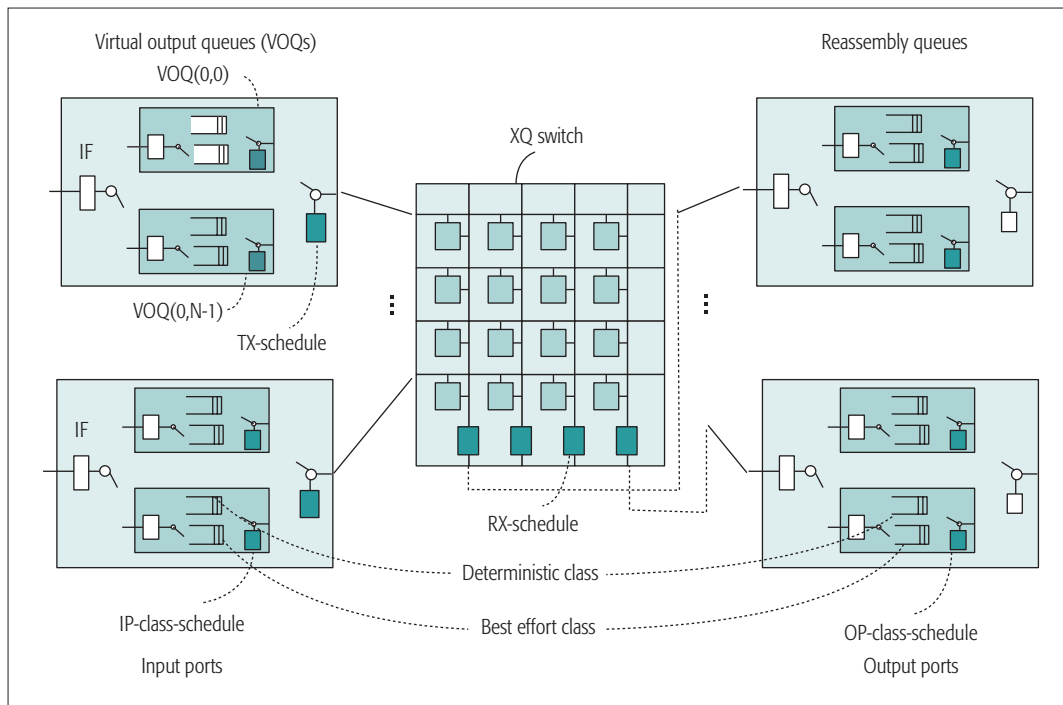 Virtual output queues (VOQs)
Reassembly queues
VOQ(0,0)
XQ switch
IF
VOQ(0,N-1)
TX-schedule
IF
RX-schedule
Deterministic class
IP-class-schedule
Best effort class
OP-class-schedule
Input ports
Output ports